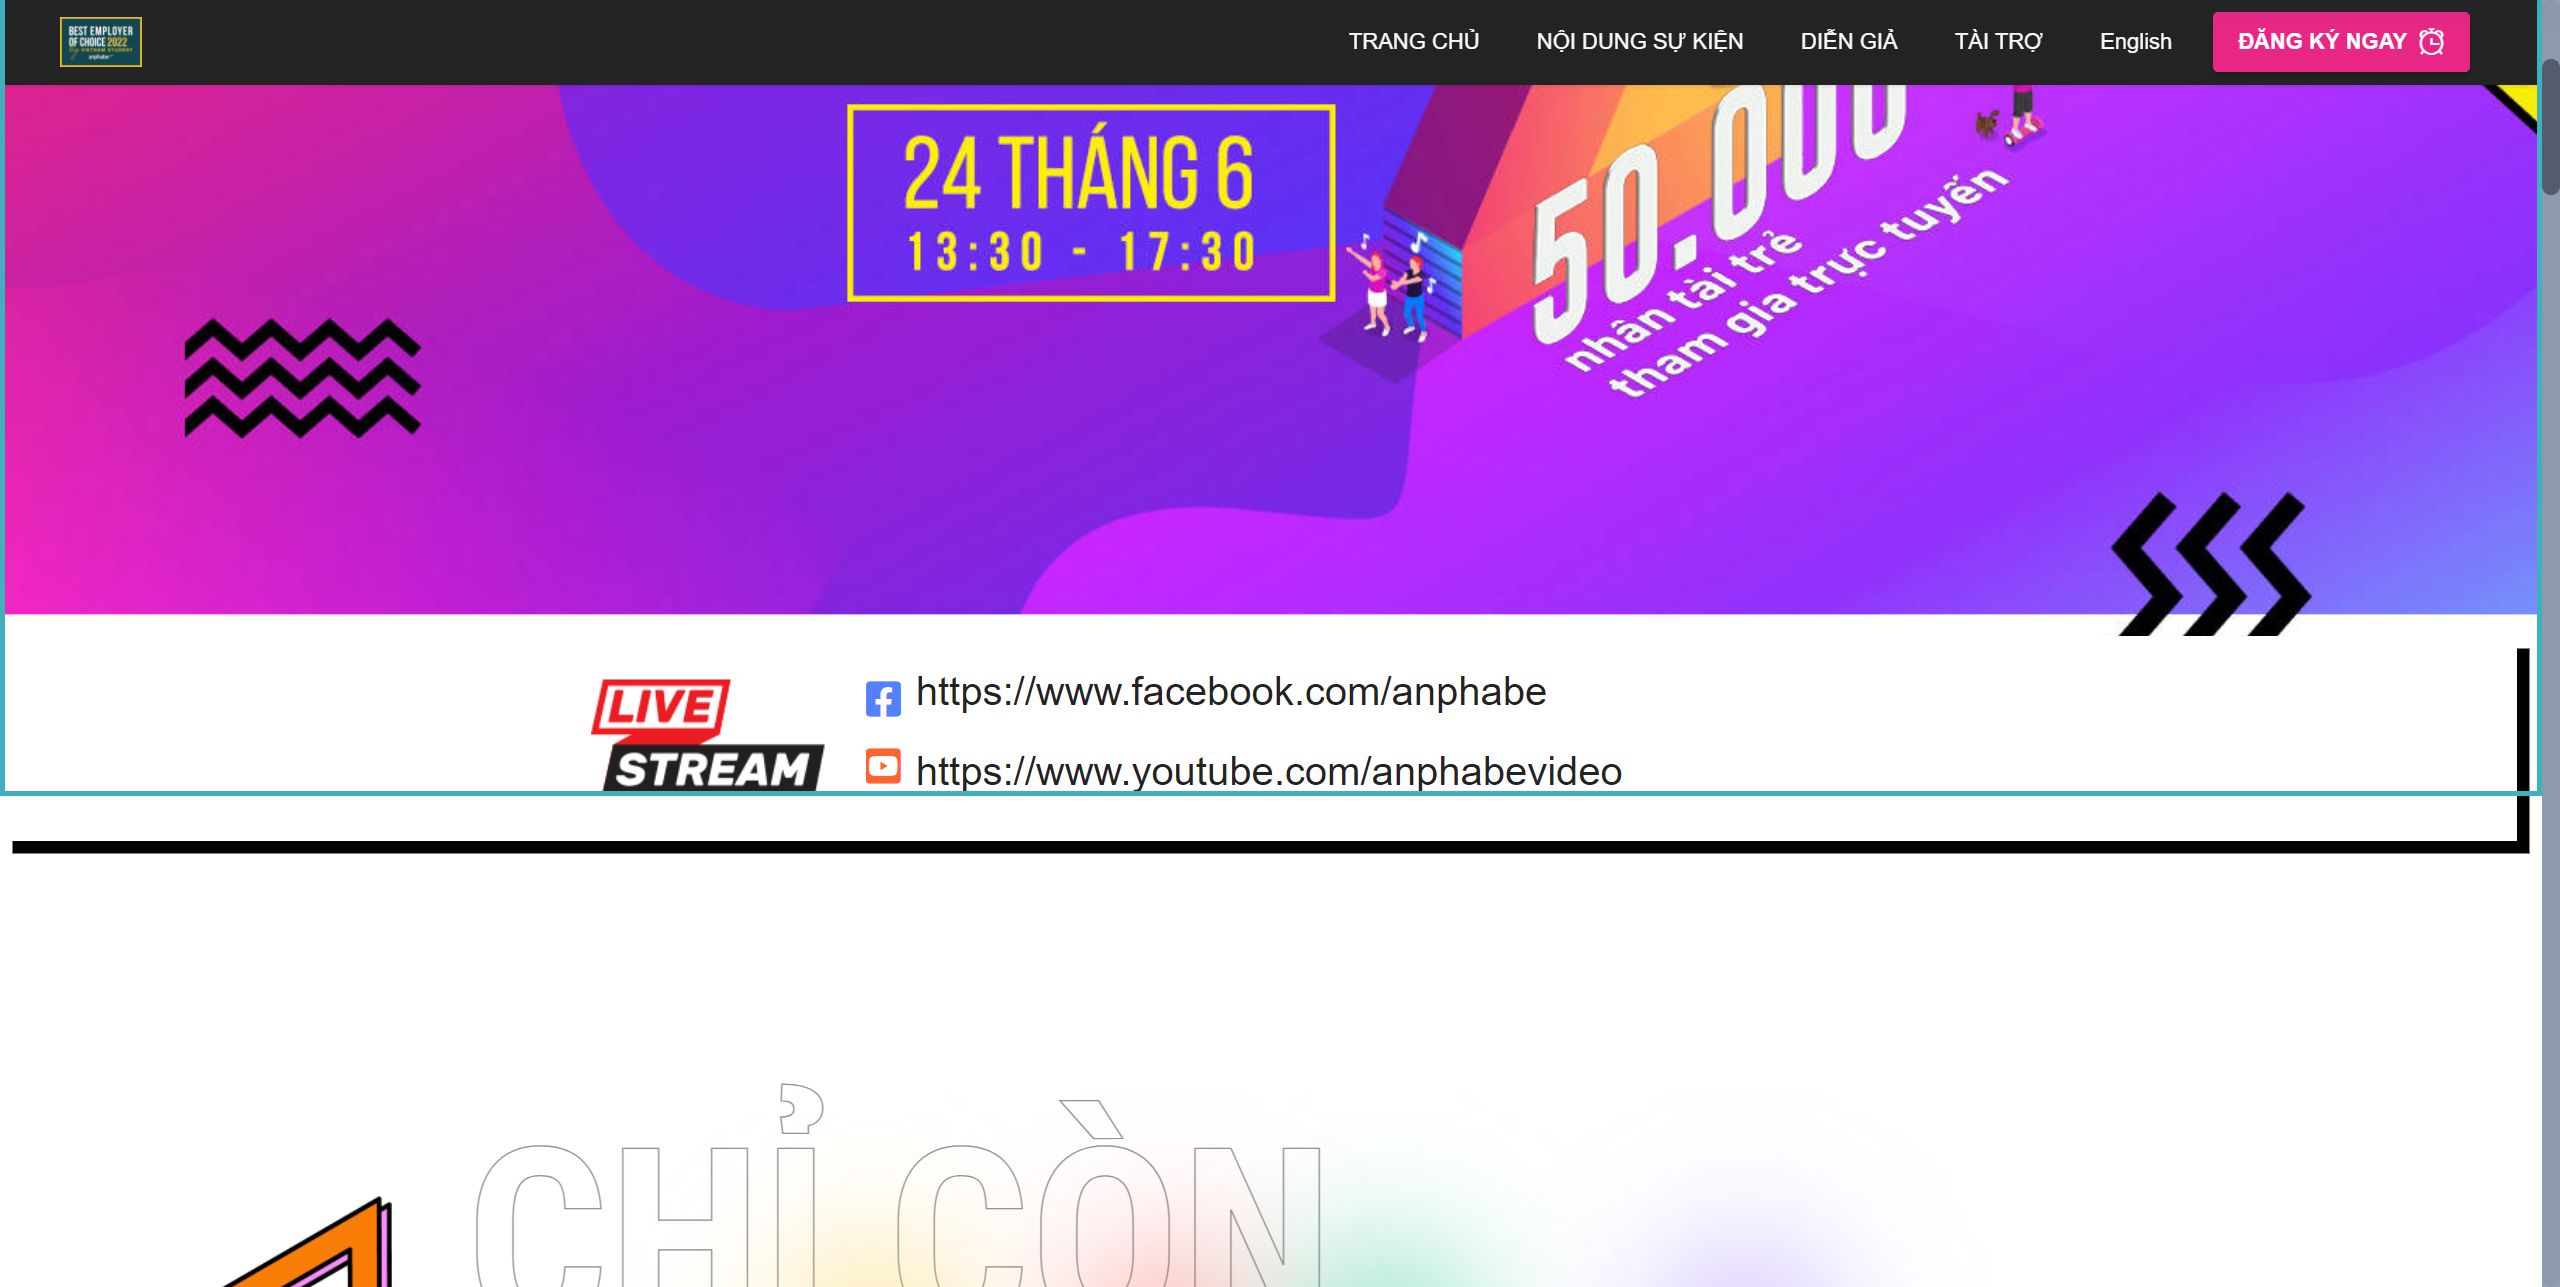 BEST EMPLOYER
OF CHOICE 2022
by VIETNAM STUDENT
anphabe
TRANG CHỦ
NỘI DUNG SỰ KIỆN
DIỄN GIẢ
TÀI TRỢ
English
ĐĂNG KÝ NGAY
24 THÁNG 6
13:30 - 17:30
50.000
nhân tài trẻ
tham gia trực tuyến
LIVE
STREAM
https://www.facebook.com/anphabe
https://www.youtube.com/anphabevideo
CHỈ CÒN